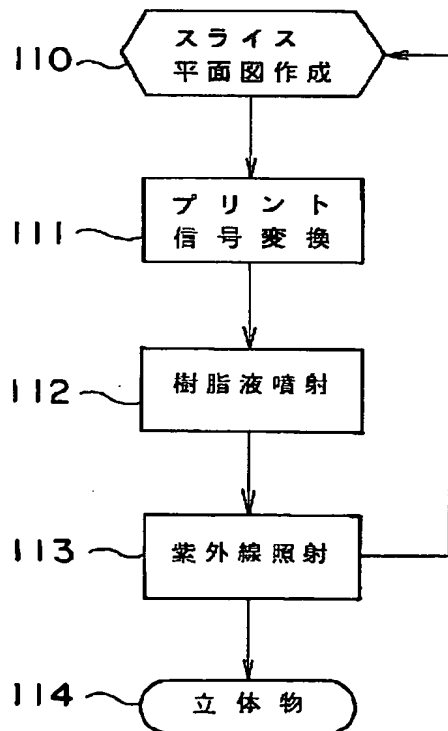 110
スライス
平面図作成
111
プリント
信号変換
112
樹脂液噴射
113
紫外線照射
114
立体物